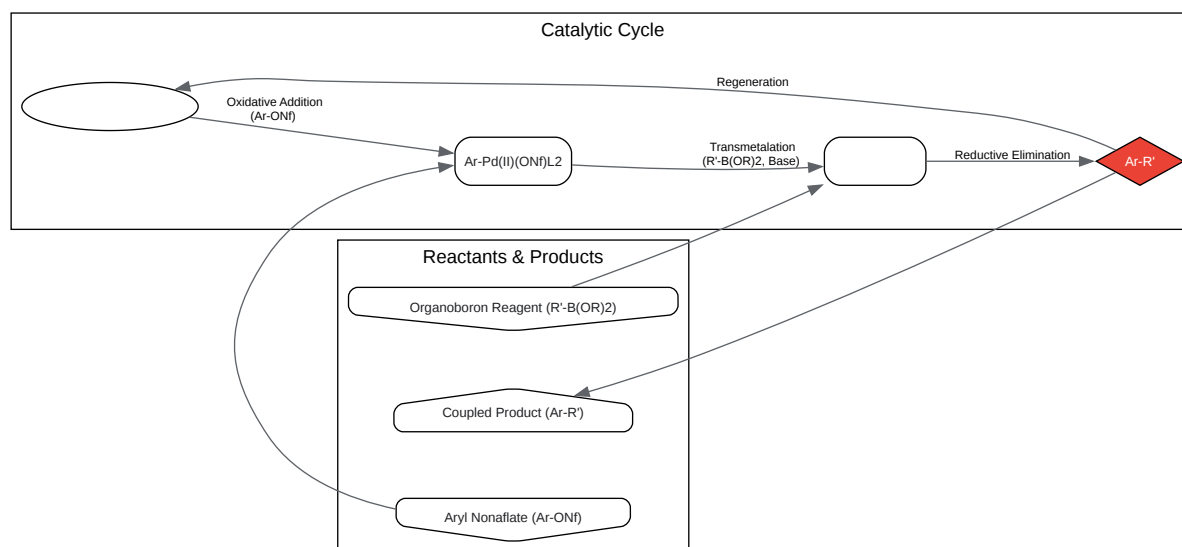 Catalytic Cycle
Regeneration
Oxidative Addition
(Ar-ONf)
Ar-Pd(II)(ONf)L2
Transmetalation
(R'-B(OR)2, Base)
Reductive Elimination
Ar-R'
Reactants & Products
Organoboron Reagent (R'-B(OR)2)
Coupled Product (Ar-R')
Aryl Nonaflate (Ar-ONf)